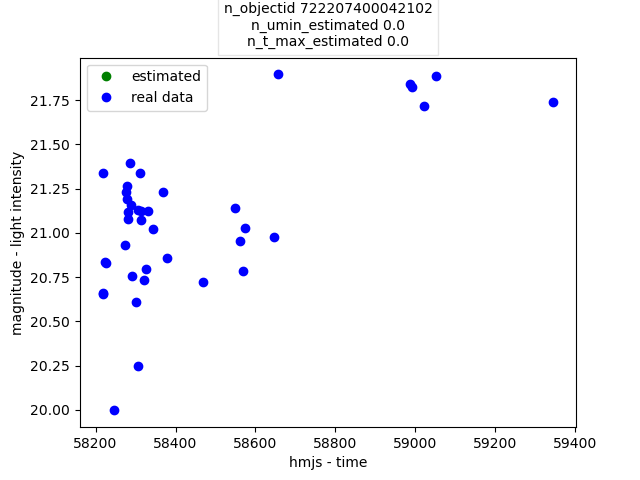 n_objectid 722207400042102
n_umin_estimated 0.0
n_t_max_estimated 0.0
estimated
real data
magnitude - light intensity
21.75
21.50
21.25
21.00
20.75
20.50
20.25
20.00
58200 58400 58600 58800 59000 59200 59400
hmjs - time